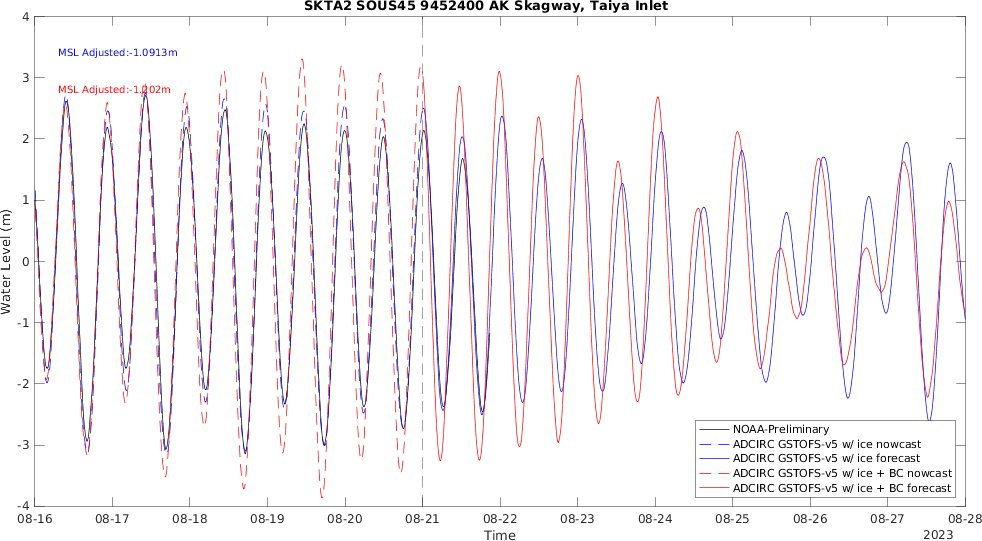 SKTA2 SOUS45 9452400 AK Skagway, Taiya Inlet
4
3
2
1
0
-1
-2
-3
-4
Water Level (m)
MSL Adjusted:-1.0913m
MSL Adjusted:-1.202m
NOAA-Preliminary
ADCIRC GSTOFS-v5 w/ ice nowcast
ADCIRC GSTOFS-v5 w/ ice forecast
ADCIRC GSTOFS-v5 w/ ice + BC nowcast
ADCIRC GSTOFS-v5 w/ ice + BC forecast
08-16 08-17 08-18 08-19 08-20 08-21 08-22 08-23 08-24 08-25 08-26 08-27 08-28
Time
2023